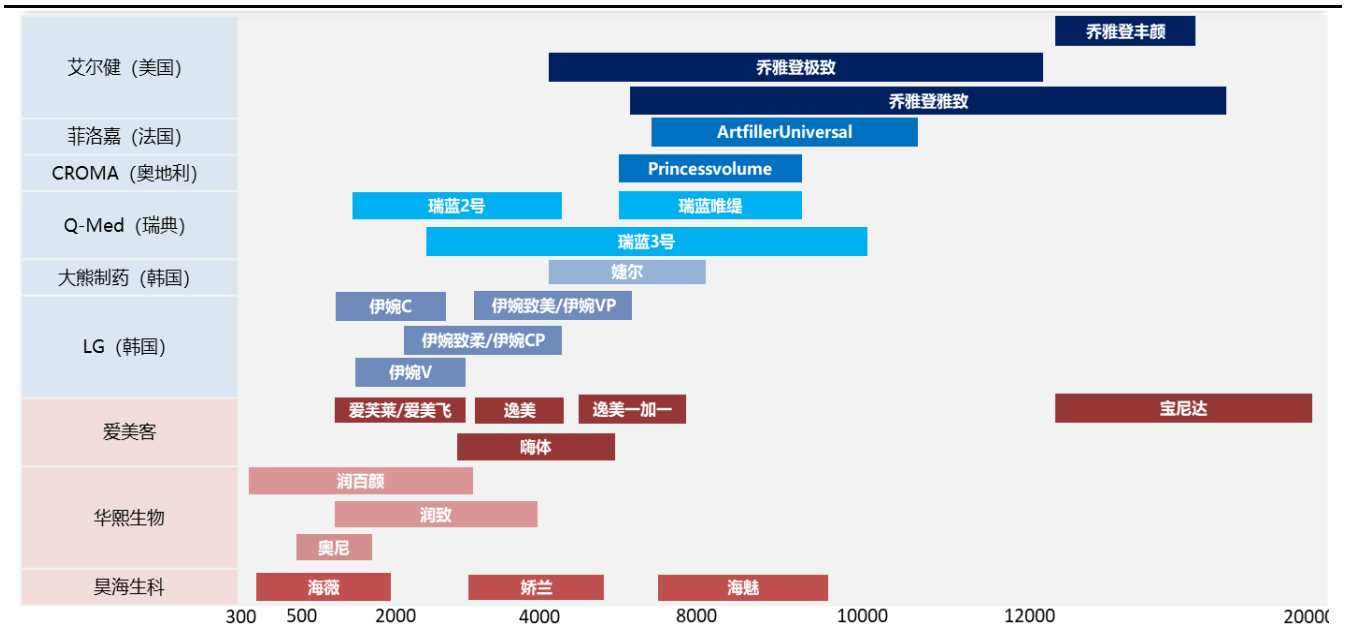 乔雅登丰颜
艾尔健（美国）
乔雅登极致
乔雅登雅致
菲洛嘉（法国）
ArtfillerUniversal
CROMA（奥地利）
Princessvolume
Q-Med（瑞典）
瑞蓝2号
瑞蓝唯缇
瑞蓝3号
大熊制药（韩国）
婕尔
LG（韩国）
伊婉C
伊婉致美/伊婉VP
伊婉致柔/伊婉CP
伊婉V
爱美客
爱芙莱/爱美飞
逸美
逸美一加一
宝尼达
嗨体
华熙生物
润百颜
润致
奥尼
昊海生科
海薇
娇兰
海魅
300 500 2000 4000 8000 10000 12000 20000